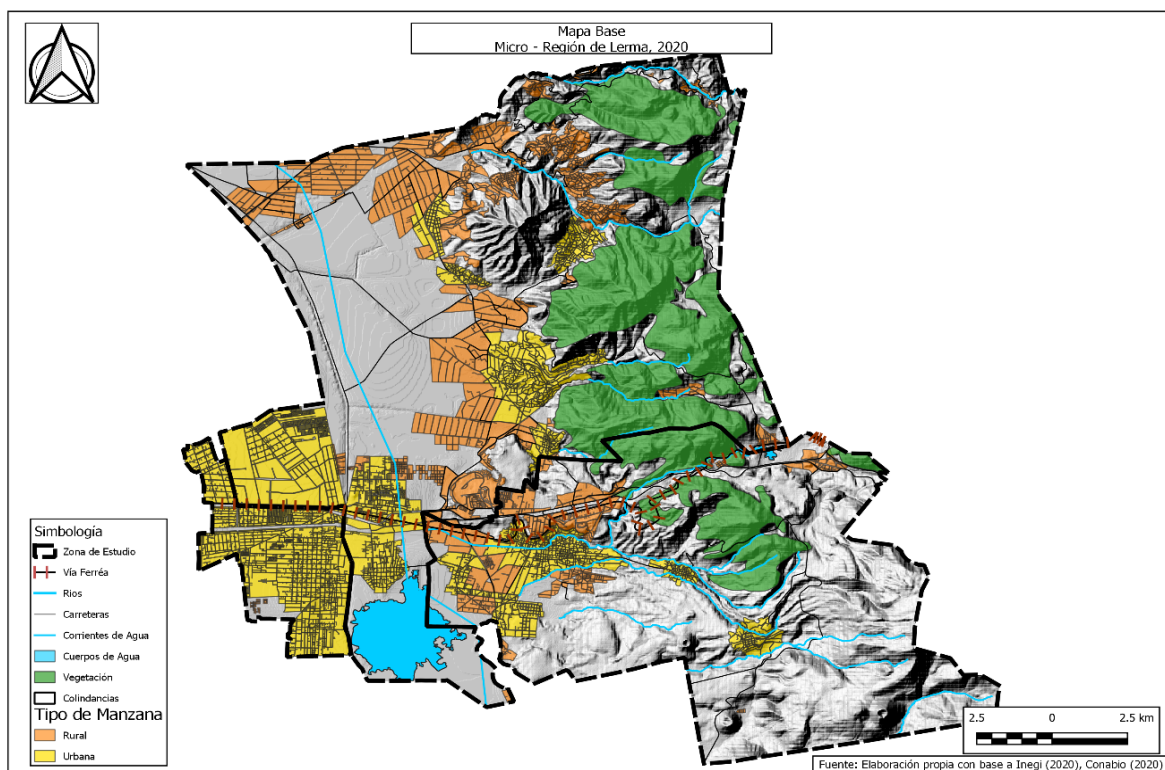 Mapa Base
Micro - Región de Lerma, 2020
Simbología
Zona de Estudio
Vía Ferréa
Rios
Carreteras
Corrientes de Agua
Cuerpos de Agua
Vegetación
Colindancias
Tipo de Manzana
Rural
Urbana
2.5 0 2.5 km
Fuente: Elaboración propia con base a Inegi (2020), Conabio (2020)